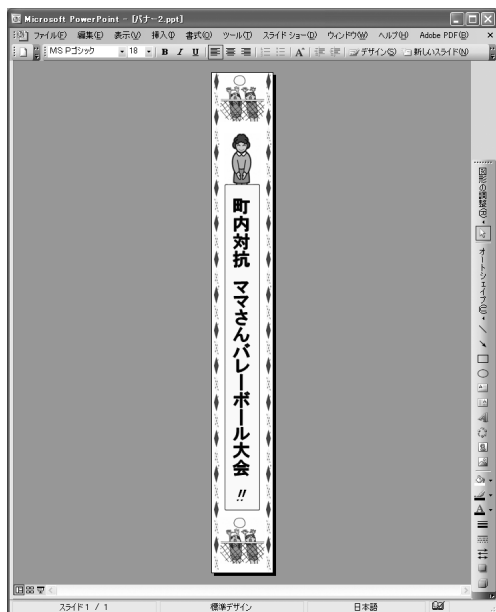 Microsoft PowerPoint - [バナー2.ppt]
ファイル(F) 編集(E) 表示(V) 挿入(I) 書式(O) ツール(T) スライド ショー(D) ウィンドウ(W) ヘルプ(H) Adobe PDF(B)
MS Pゴシック 18 B I U デザイン(S) 新しいスライド(N)
町内対抗 ママさんバレーボール大会 !!
図形の調整(R)
オートシェイプ(U)
スライド 1 / 1 標準デザイン 日本語